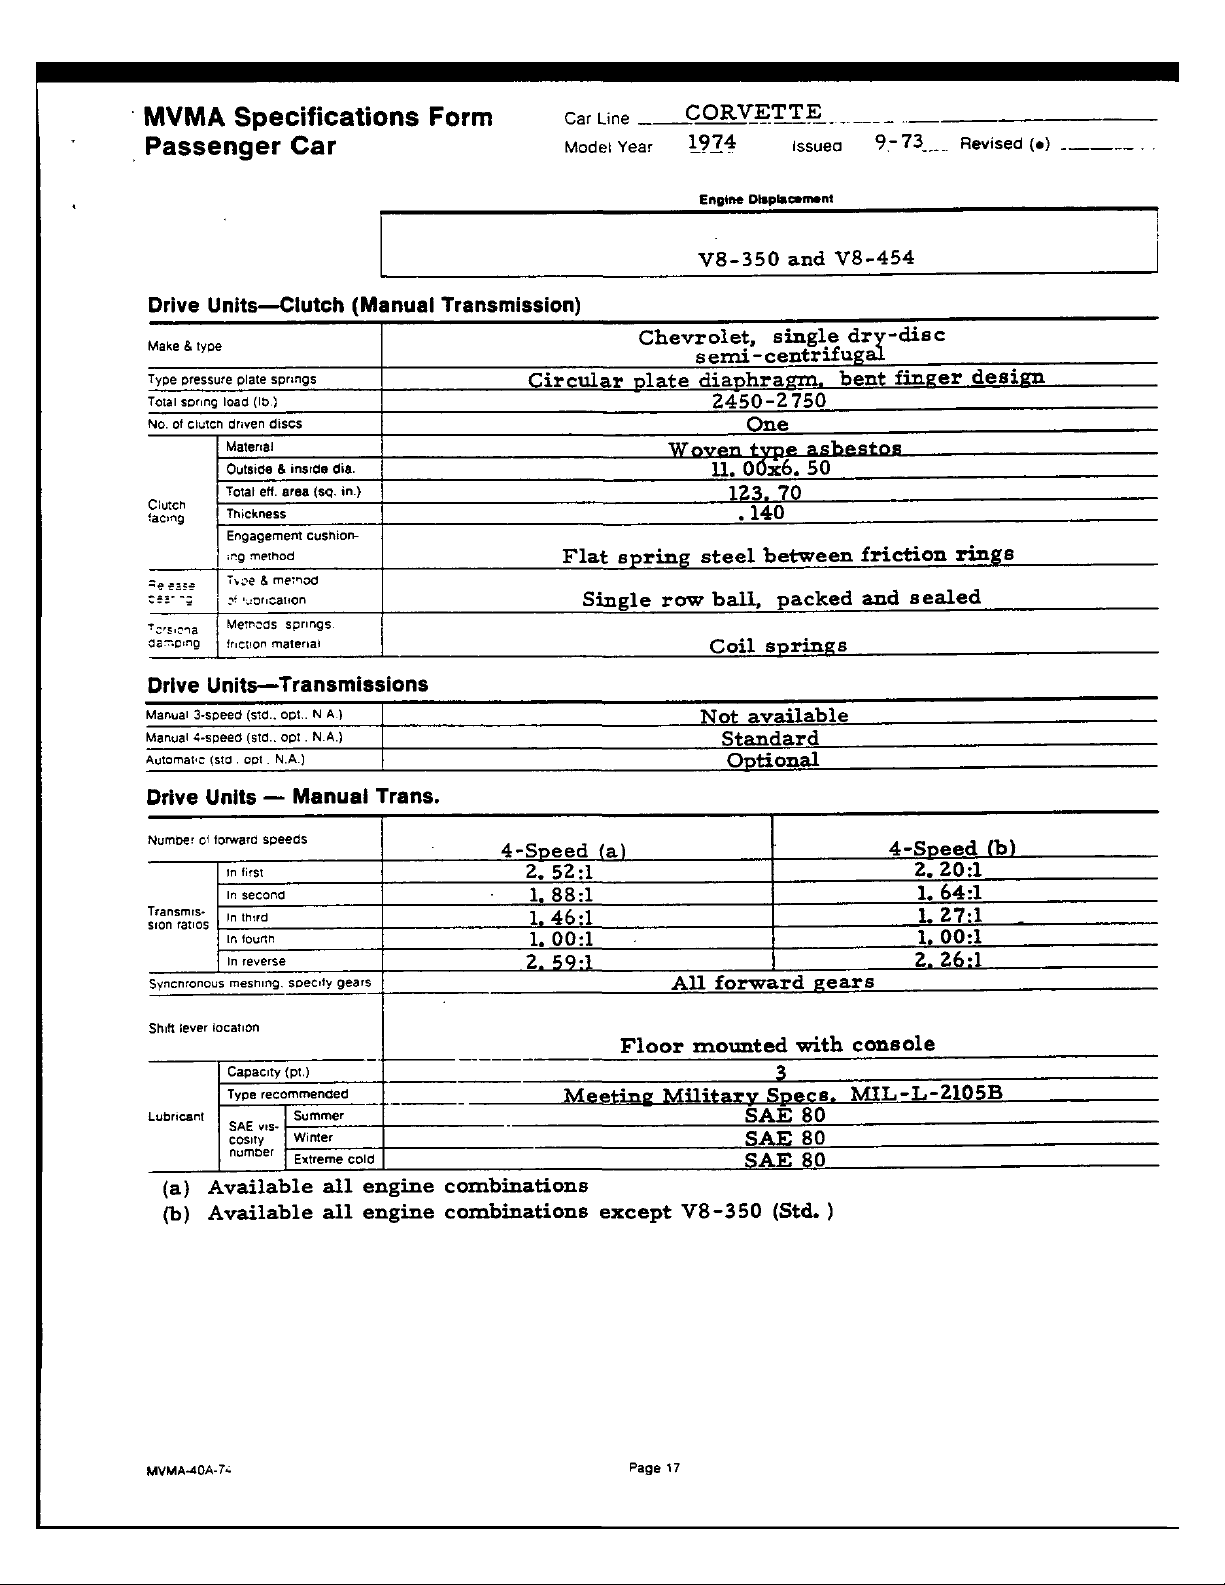 MVMA Specifications Form
Passenger Car
Car Line CORVETTE
Model Year 1974 Issued 9-73 Revised (•)
Engine Displacement
V8-350 and V8-454
Drive Units—Clutch (Manual Transmission)
Make & type Chevrolet, single dry-disc
semi-centrifugal
Type pressure plate springs Circular plate diaphragm, bent finger design
Total spring load (lb.) 2450-2750
No. of clutch driven discs One
Clutch facing
Material Woven type asbestos
Outside & inside dia. 11.00x6.50
Total eff. area (sq. in.) 123.70
Thickness .140
Engagement cushion-
ing method Flat spring steel between friction rings
Release Type & method
of lubrication Single row ball, packed and sealed
Torsional Methods springs,
damping friction material Coil springs
Drive Units—Transmissions
Manual 3-speed (std., opt., N.A.) Not available
Manual 4-speed (std., opt., N.A.) Standard
Automatic (std., opt., N.A.) Optional
Drive Units — Manual Trans.
Number of forward speeds 4-Speed (a) 4-Speed (b)
Transmis-
sion ratios
In first 2.52:1 2.20:1
In second 1.88:1 1.64:1
In third 1.46:1 1.27:1
In fourth 1.00:1 1.00:1
In reverse 2.59:1 2.26:1
Synchronous meshing, specify gears All forward gears
Shift lever location Floor mounted with console
Lubricant
Capacity (pt.) 3
Type recommended Meeting Military Specs. MIL-L-2105B
SAE vis-
cosity
number
Summer SAE 80
Winter SAE 80
Extreme cold SAE 80
(a) Available all engine combinations
(b) Available all engine combinations except V8-350 (Std.)
MVMA-40A-74
Page 17